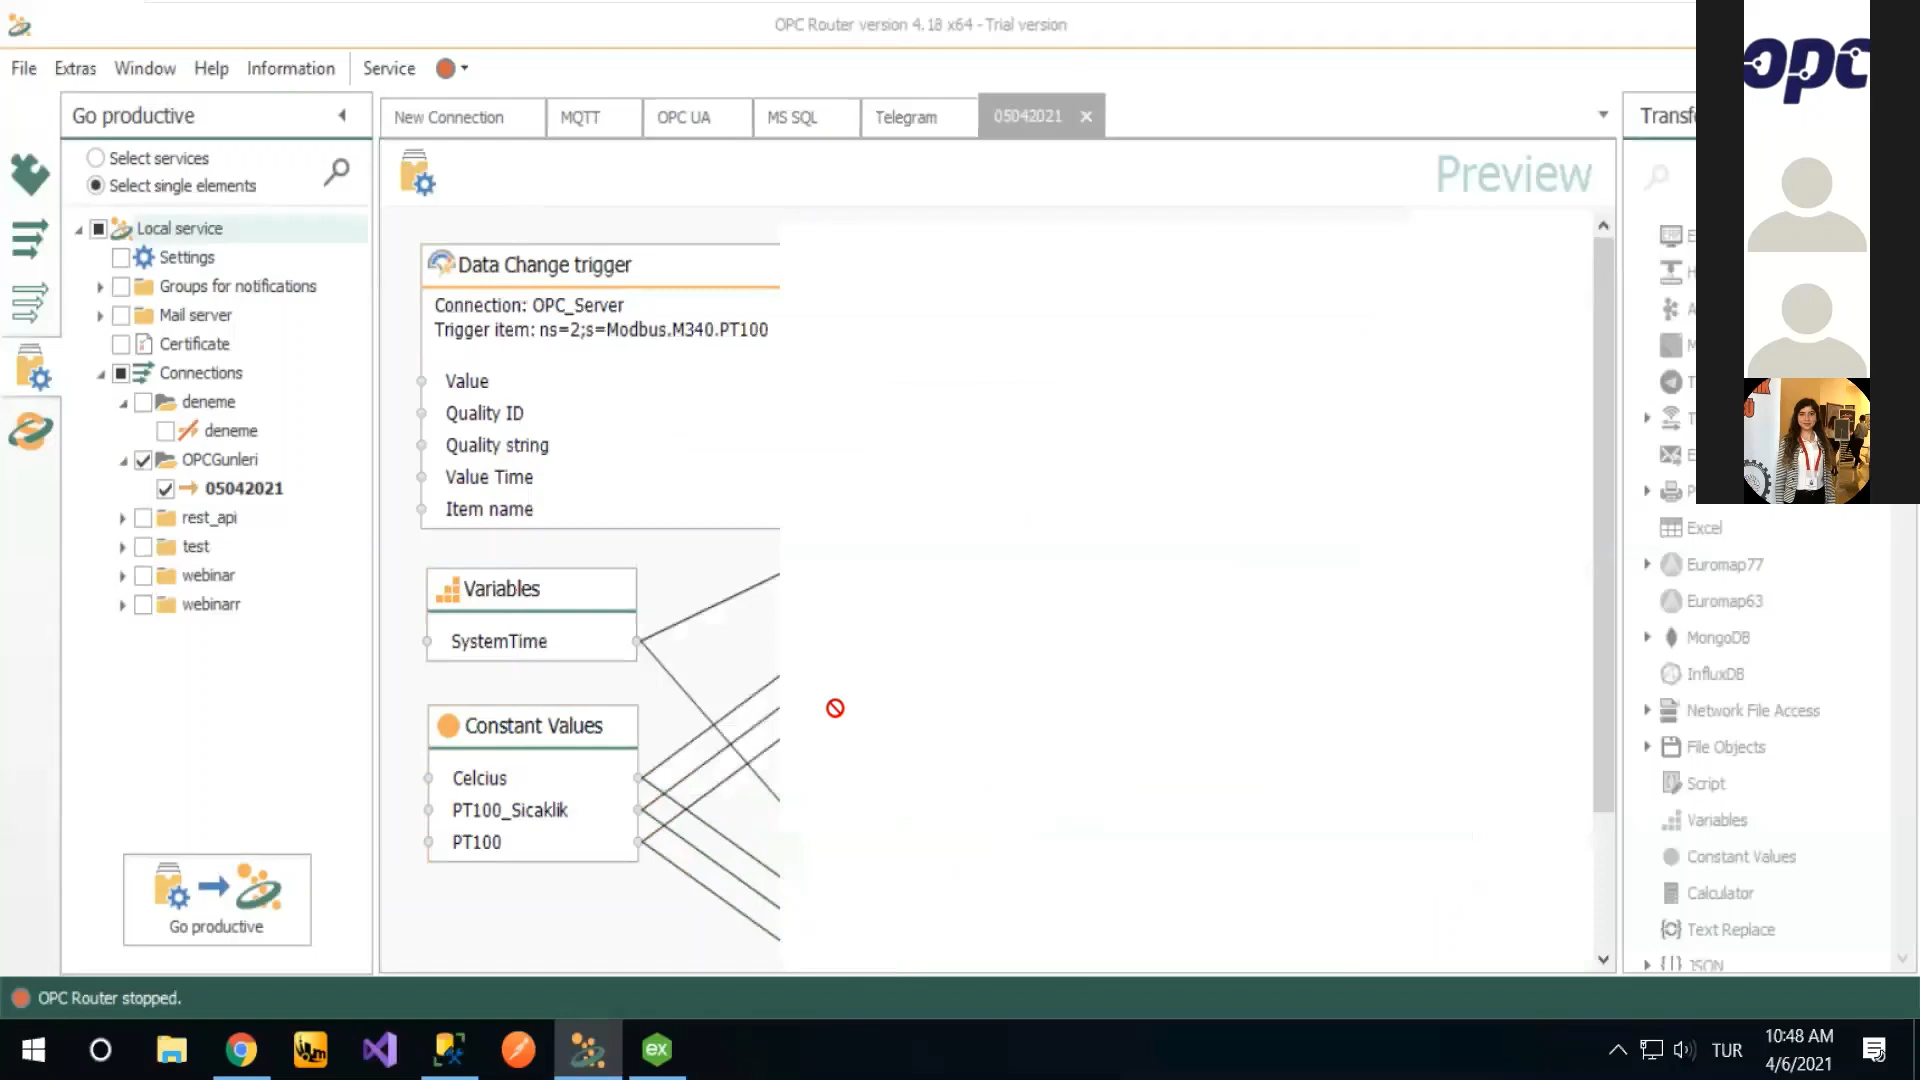 OPC Router version 4.18 x64 - Trial version
File Extras Window Help Information Service
Go productive
New Connection MQTT OPC UA MS SQL Telegram 05042021
Select services
Select single elements
Preview
opc
Local service
Settings
Groups for notifications
Mail server
Certificate
Connections
deneme
deneme
OPCGunleri
05042021
rest_api
test
webinar
webinarr
Go productive
Data Change trigger
Connection: OPC_Server
Trigger item: ns=2;s=Modbus.M340.PT100
Value
Quality ID
Quality string
Value Time
Item name
Variables
SystemTime
Constant Values
Celcius
PT100_Sicaklik
PT100
Transf
Excel
Euromap77
Euromap63
MongoDB
InfluxDB
Network File Access
File Objects
Script
Variables
Constant Values
Calculator
Text Replace
JSON
OPC Router stopped.
ex
TUR
10:48 AM
4/6/2021